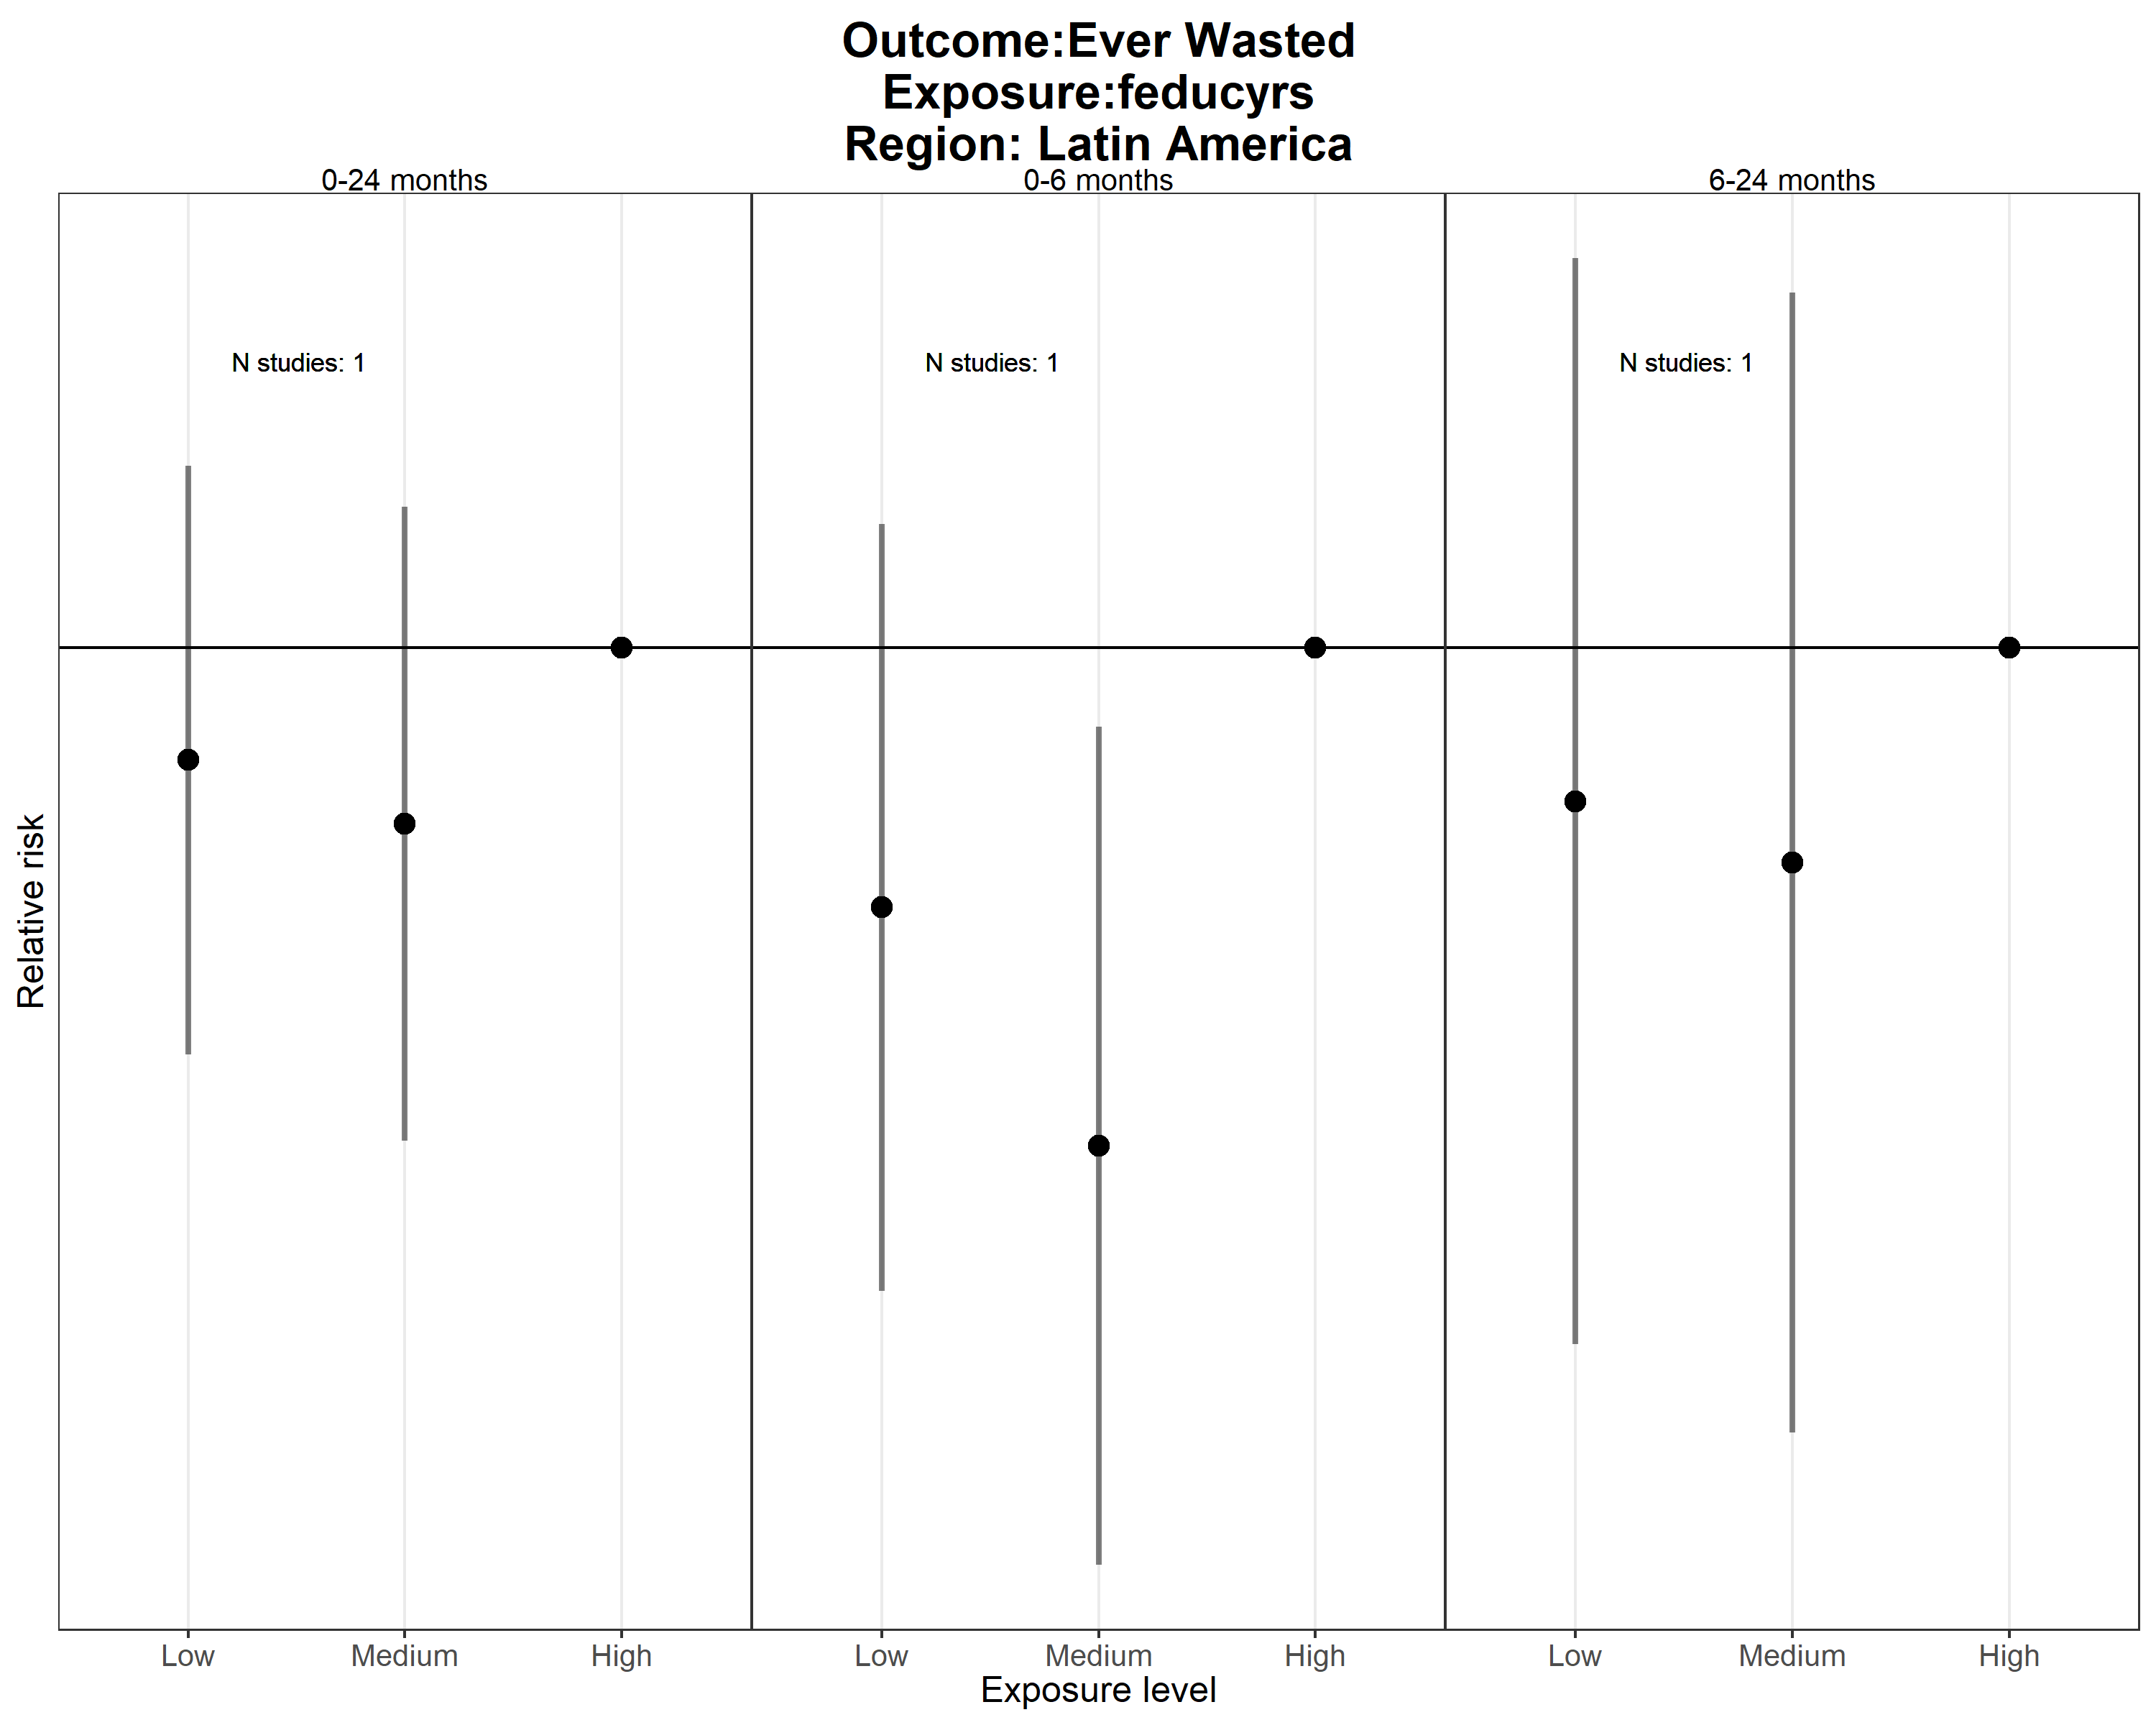 Outcome:Ever Wasted
Exposure:feducyrs
Region: Latin America
0-24 months
0-6 months
6-24 months
N studies: 1
N studies: 1
N studies: 1
Relative risk
Low
Medium
High
Low
Medium
High
Low
Medium
High
Exposure level